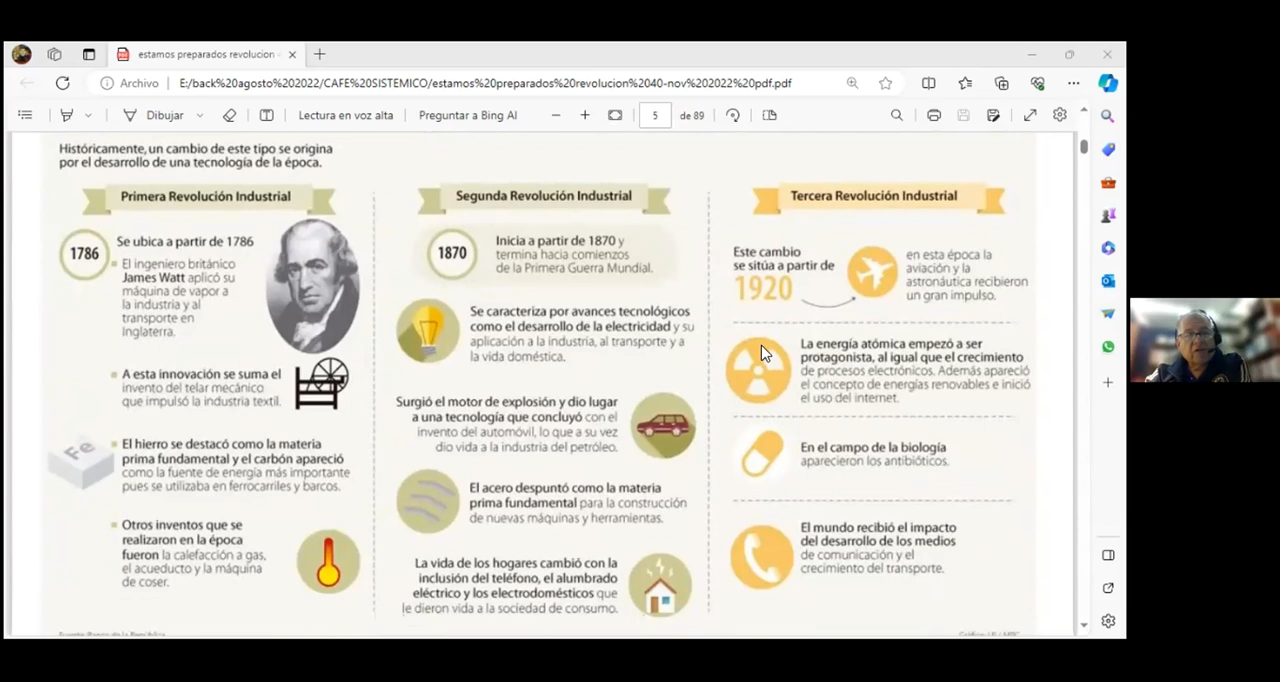 estamos preparados revolucion
Archivo
E:/back%20agosto%202022/CAFE%20SISTEMICO/estamos%20preparados%20revolucion%2040-nov%202022%20pdf.pdf
Dibujar
Lectura en voz alta
Preguntar a Bing AI
5
de 89
Históricamente, un cambio de este tipo se origina
por el desarrollo de una tecnología de la época.
Primera Revolución Industrial
1786
Se ubica a partir de 1786
El ingeniero británico
James Watt aplicó su
máquina de vapor a
la industria y al
transporte en
Inglaterra.
A esta innovación se suma el
invento del telar mecánico
que impulsó la industria textil.
Fe
El hierro se destacó como la materia
prima fundamental y el carbón apareció
como la fuente de energía más importante
pues se utilizaba en ferrocarriles y barcos.
Otros inventos que se
realizaron en la época
fueron la calefacción a gas,
el acueducto y la máquina
de coser.
Segunda Revolución Industrial
1870
Inicia a partir de 1870 y
termina hacia comienzos
de la Primera Guerra Mundial.
Se caracteriza por avances tecnológicos
como el desarrollo de la electricidad y su
aplicación a la industria, al transporte y a
la vida doméstica.
Surgió el motor de explosión y dio lugar
a una tecnología que concluyó con el
invento del automóvil, lo que a su vez
dio vida a la industria del petróleo.
El acero despuntó como la materia
prima fundamental para la construcción
de nuevas máquinas y herramientas.
La vida de los hogares cambió con la
inclusión del teléfono, el alumbrado
eléctrico y los electrodomésticos que
le dieron vida a la sociedad de consumo.
Tercera Revolución Industrial
Este cambio
se sitúa a partir de
1920
en esta época la
aviación y la
astronáutica recibieron
un gran impulso.
La energía atómica empezó a ser
protagonista, al igual que el crecimiento
de procesos electrónicos. Además apareció
el concepto de energías renovables e inició
el uso del internet.
En el campo de la biología
aparecieron los antibióticos.
El mundo recibió el impacto
del desarrollo de los medios
de comunicación y el
crecimiento del transporte.